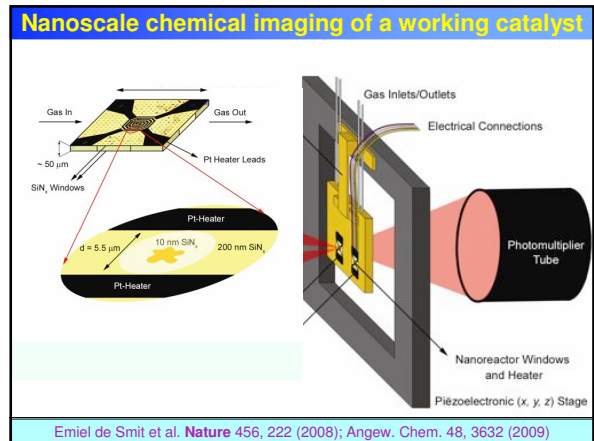 Nanoscale chemical imaging of a working catalyst
Gas In
Gas Out
~ 50 μm
Pt Heater Leads
SiNx Windows
Pt-Heater
d = 5.5 μm
10 nm SiNx
200 nm SiNx
Pt-Heater
Gas Inlets/Outlets
Electrical Connections
Photomultiplier
Tube
Nanoreactor Windows
and Heater
Piëzoelectronic (x, y, z) Stage
Emiel de Smit et al. Nature 456, 222 (2008); Angew. Chem. 48, 3632 (2009)